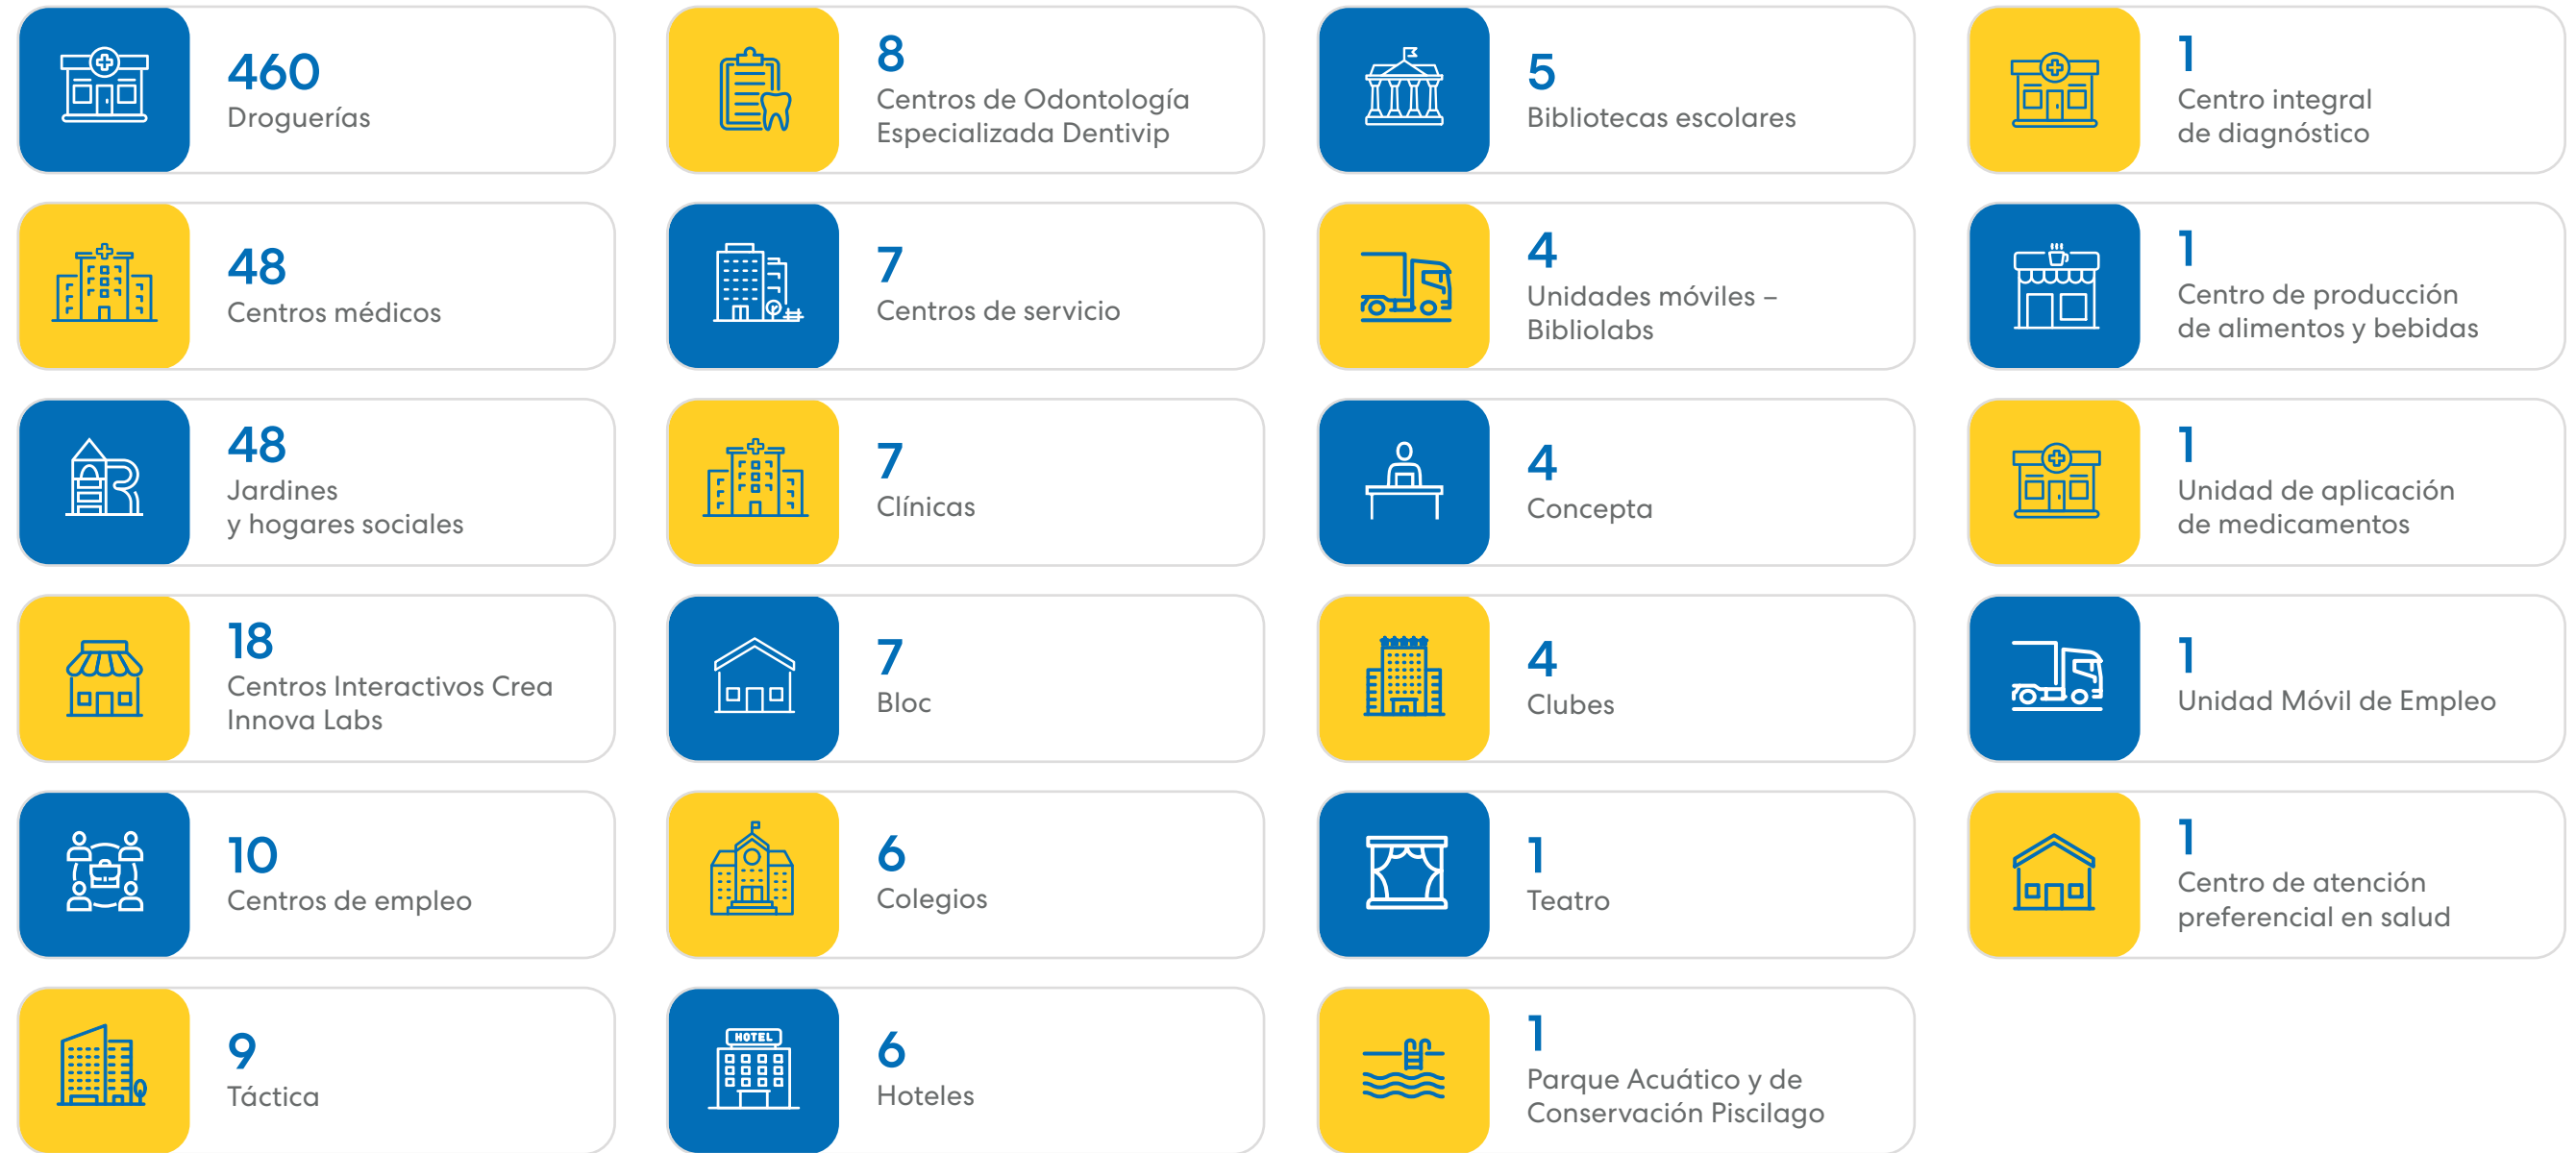 460
Droguerías
48
Centros médicos
48
Jardines
y hogares sociales
18
Centros Interactivos Crea
Innova Labs
10
Centros de empleo
9
Táctica
8
Centros de Odontología
Especializada Dentivip
7
Centros de servicio
7
Clínicas
7
Bloc
6
Colegios
HOTEL
6
Hoteles
5
Bibliotecas escolares
4
Unidades móviles –
Bibliolabs
4
Concepta
4
Clubes
1
Teatro
1
Parque Acuático y de
Conservación Piscilago
1
Centro integral
de diagnóstico
1
Centro de producción
de alimentos y bebidas
1
Unidad de aplicación
de medicamentos
1
Unidad Móvil de Empleo
1
Centro de atención
preferencial en salud